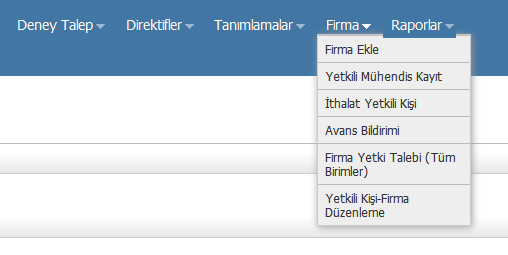 Deney Talep Direktifler Tanımlamalar Firma Raporlar
Firma Ekle
Yetkili Mühendis Kayıt
İthalat Yetkili Kişi
Avans Bildirimi
Firma Yetki Talebi (Tüm
Birimler)
Yetkili Kişi-Firma
Düzenleme